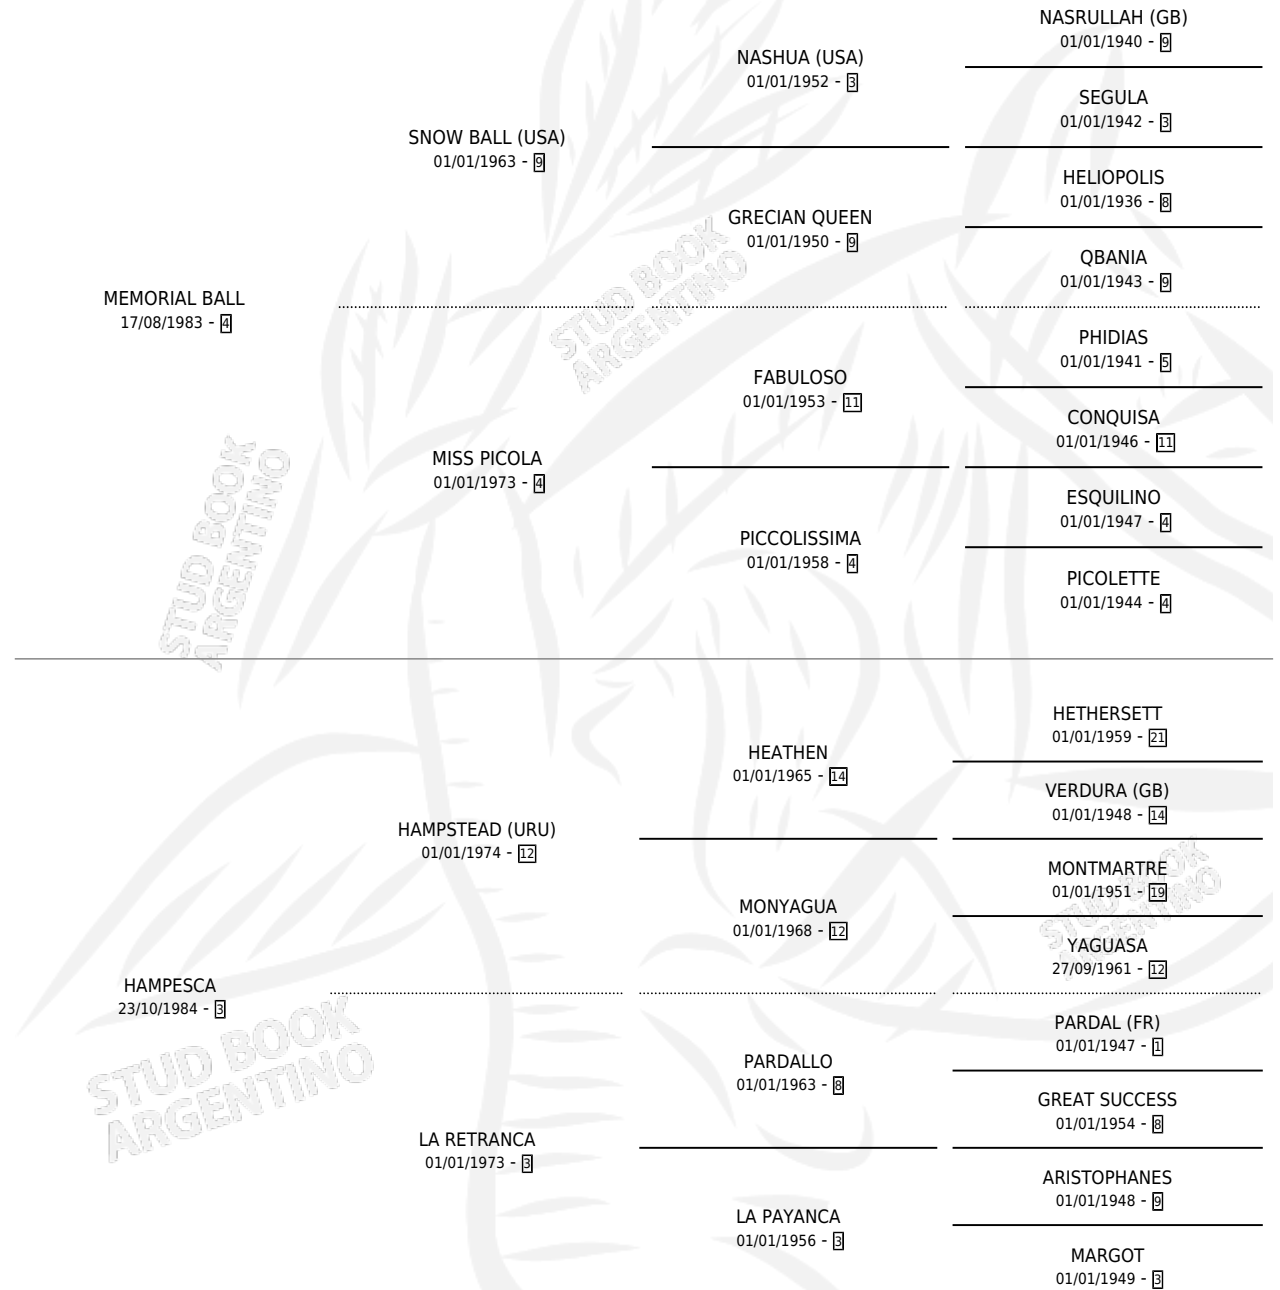 NASRULLAH (GB)
01/01/1940 - 9
NASHUA (USA)
01/01/1952 - 3
SEGULA
01/01/1942 - 3
SNOW BALL (USA)
01/01/1963 - 9
HELIOPOLIS
01/01/1936 - 8
GRECIAN QUEEN
01/01/1950 - 9
QBANIA
01/01/1943 - 9
MEMORIAL BALL
17/08/1983 - 4
PHIDIAS
01/01/1941 - 5
FABULOSO
01/01/1953 - 11
CONQUISA
01/01/1946 - 11
MISS PICOLA
01/01/1973 - 4
ESQUILINO
01/01/1947 - 4
PICCOLISSIMA
01/01/1958 - 4
PICOLETTE
01/01/1944 - 4
HETHERSETT
01/01/1959 - 21
HEATHEN
01/01/1965 - 14
VERDURA (GB)
01/01/1948 - 14
HAMPSTEAD (URU)
01/01/1974 - 12
MONTMARTRE
01/01/1951 - 19
MONYAGUA
01/01/1968 - 12
YAGUASA
27/09/1961 - 12
HAMPESCA
23/10/1984 - 3
PARDAL (FR)
01/01/1947 - 1
PARDALLO
01/01/1963 - 8
GREAT SUCCESS
01/01/1954 - 8
LA RETRANCA
01/01/1973 - 3
ARISTOPHANES
01/01/1948 - 9
LA PAYANCA
01/01/1956 - 3
MARGOT
01/01/1949 - 3
STUD BOOK
ARGENTINO
STUD BOOK
ARGENTINO
STUD BOOK
ARGENTINO
STUD BOOK
ARGENTINO